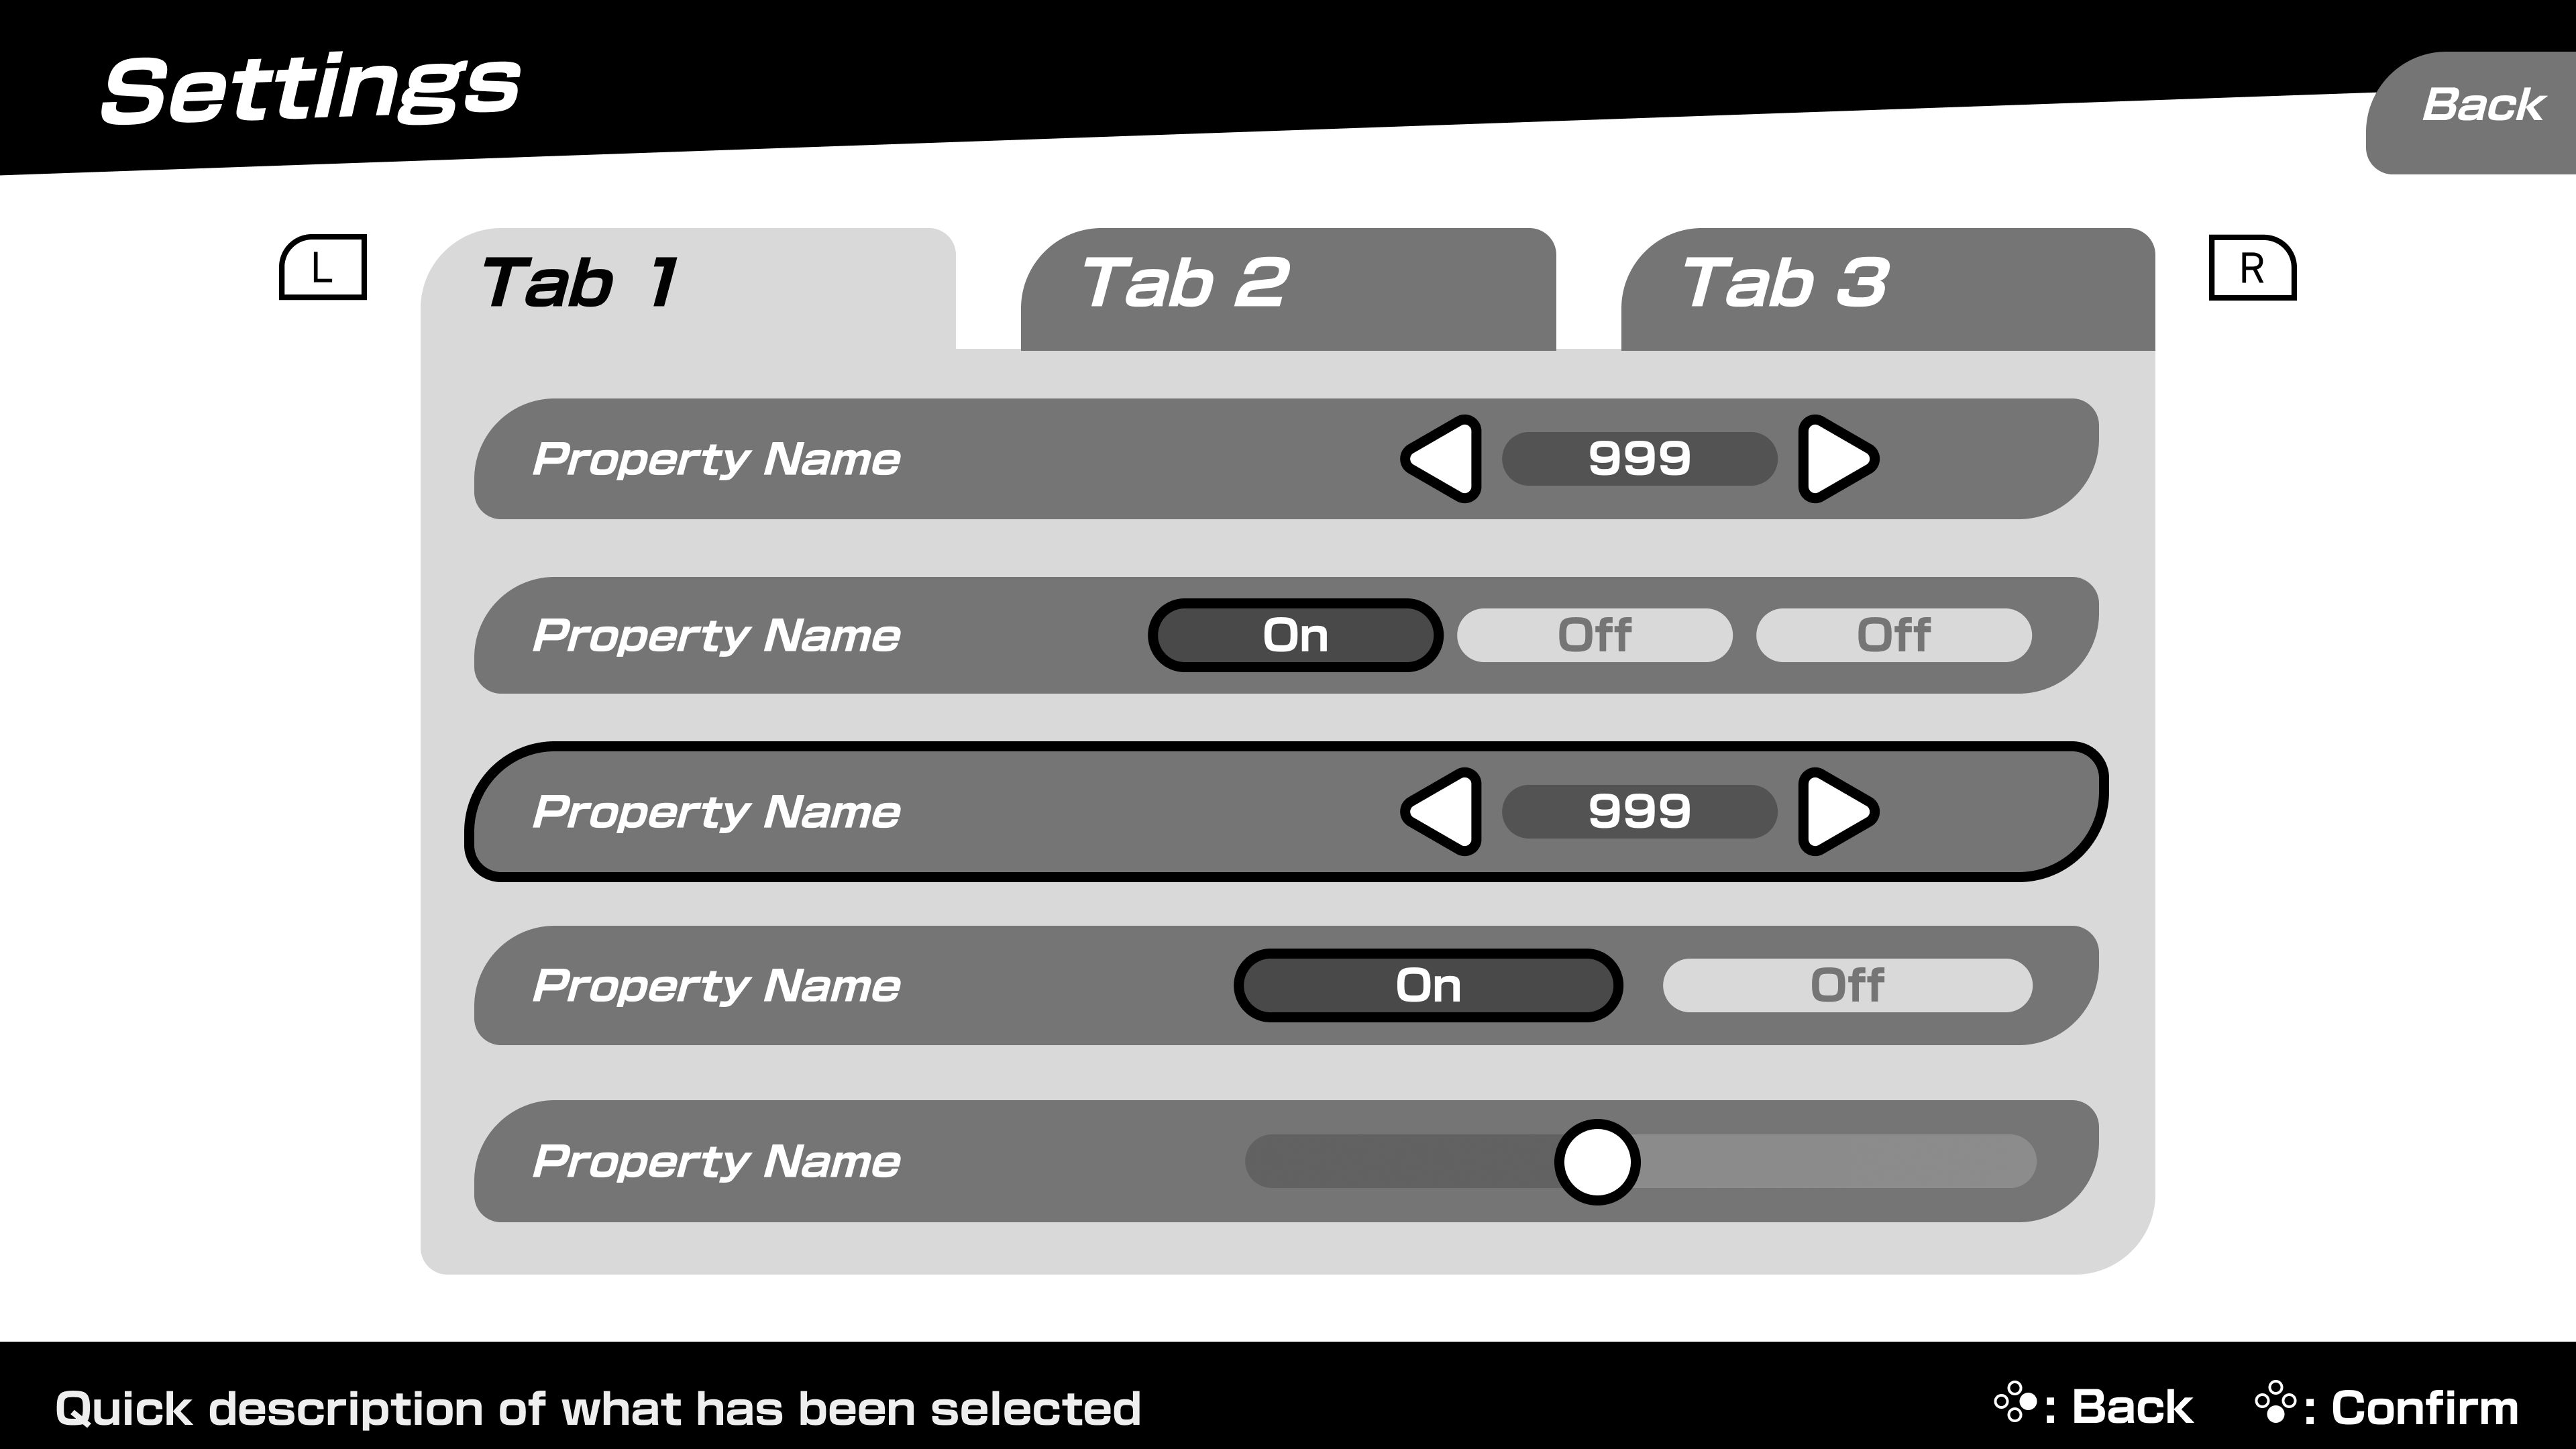 Settings
Back
L
Tab 1
Tab 2
Tab 3
R
Property Name
999
Property Name
On
Off
Off
Property Name
999
Property Name
On
Off
Property Name
Quick description of what has been selected
: Back
: Confirm